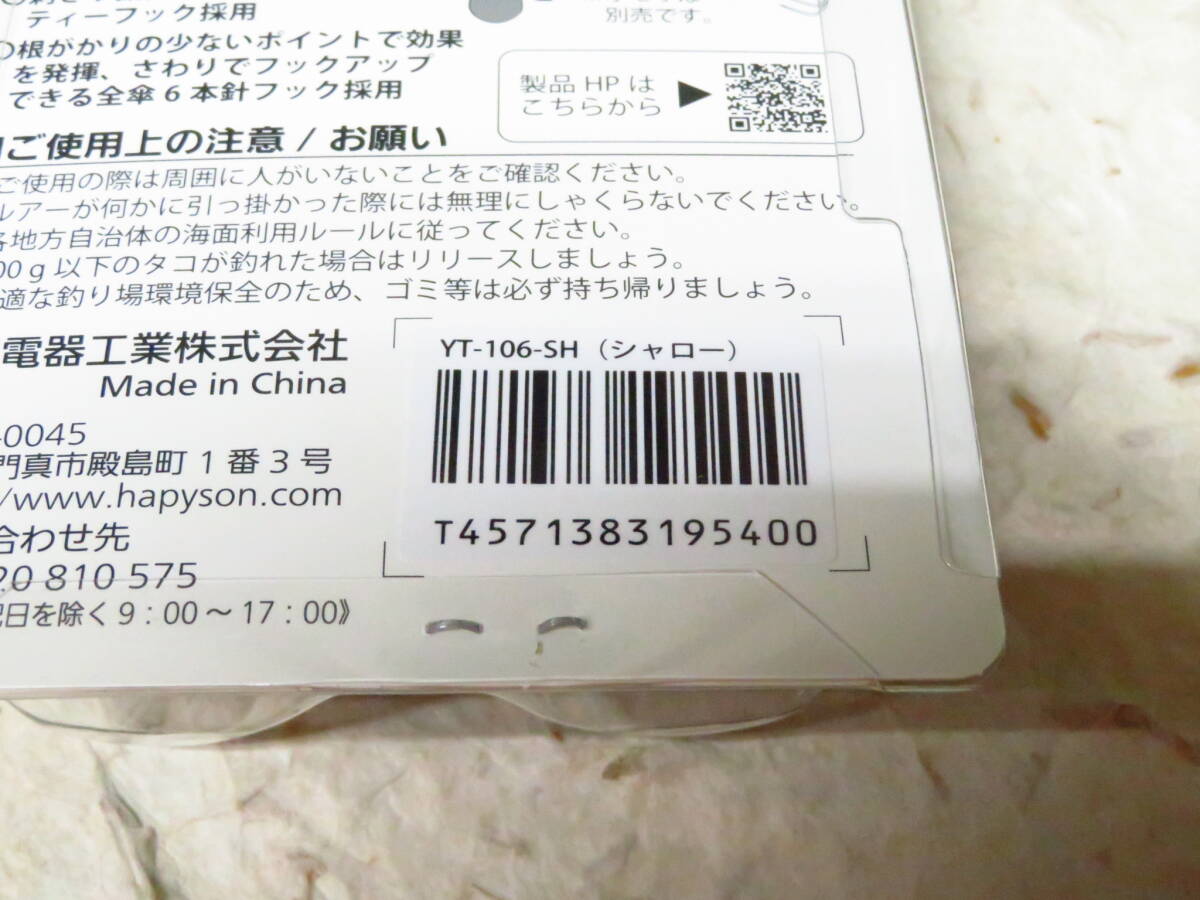 ティーフック採用
○根がかりの少ないポイントで効果
を発揮、さわりでフックアップ
できる全傘6本針フック採用
別売です。
製品 HP は
こちらから
ご使用上の注意 / お願い
ご使用の際は周囲に人がいないことをご確認ください。
ルアーが何かに引っ掛かった際には無理にしゃくらないでください。
各地方自治体の海面利用ルールに従ってください。
00g以下のタコが釣れた場合はリリースしましょう。
適な釣り場環境保全のため、ゴミ等は必ず持ち帰りましょう。
電器工業株式会社
Made in China
-0045
門真市殿島町1番3号
/www.hapyson.com
合わせ先
20 810 575
祝日を除く9:00〜17:00》
YT-106-SH（シャロー）
T4571383195400